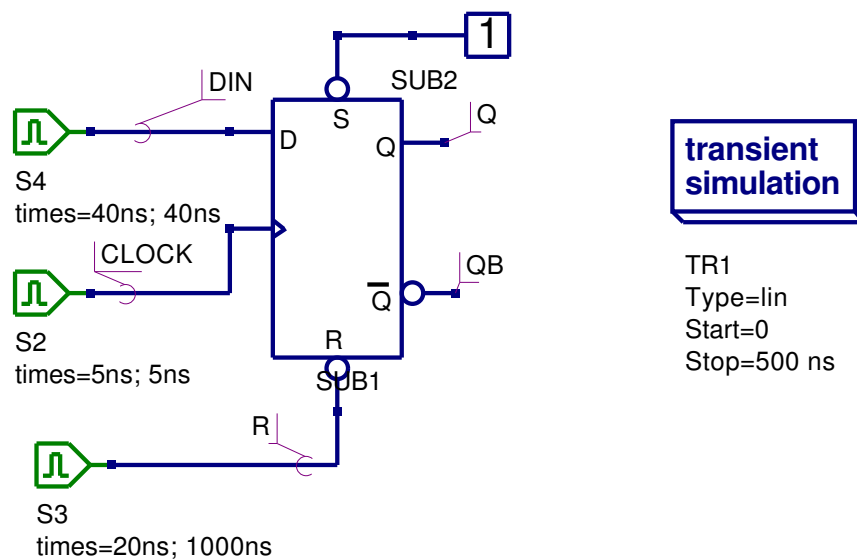 1
DIN
SUB2
S
D
Q
Q
S4
times=40ns; 40ns
CLOCK
QB
Q
S2
times=5ns; 5ns
R
SUB1
R
S3
times=20ns; 1000ns
transient
simulation
TR1
Type=lin
Start=0
Stop=500 ns